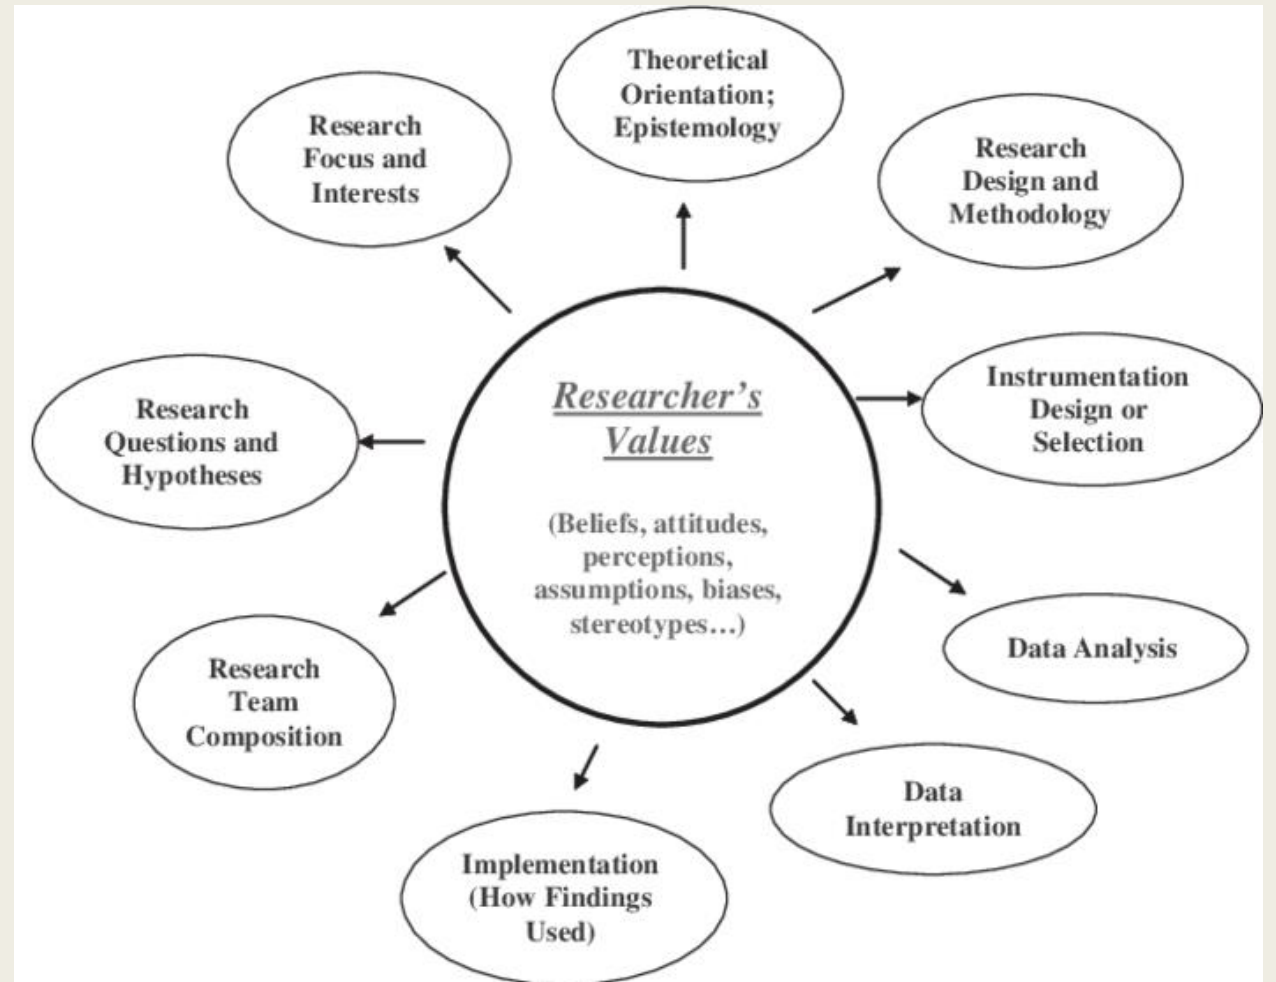 Theoretical
Orientation;
Epistemology
Research
Focus and
Interests
Research
Design and
Methodology
Researcher's
Values
(Beliefs, attitudes,
perceptions,
assumptions, biases,
stereotypes...)
Instrumentation
Design or
Selection
Research
Questions and
Hypotheses
Data Analysis
Research
Team
Composition
Data
Interpretation
Implementation
(How Findings
Used)